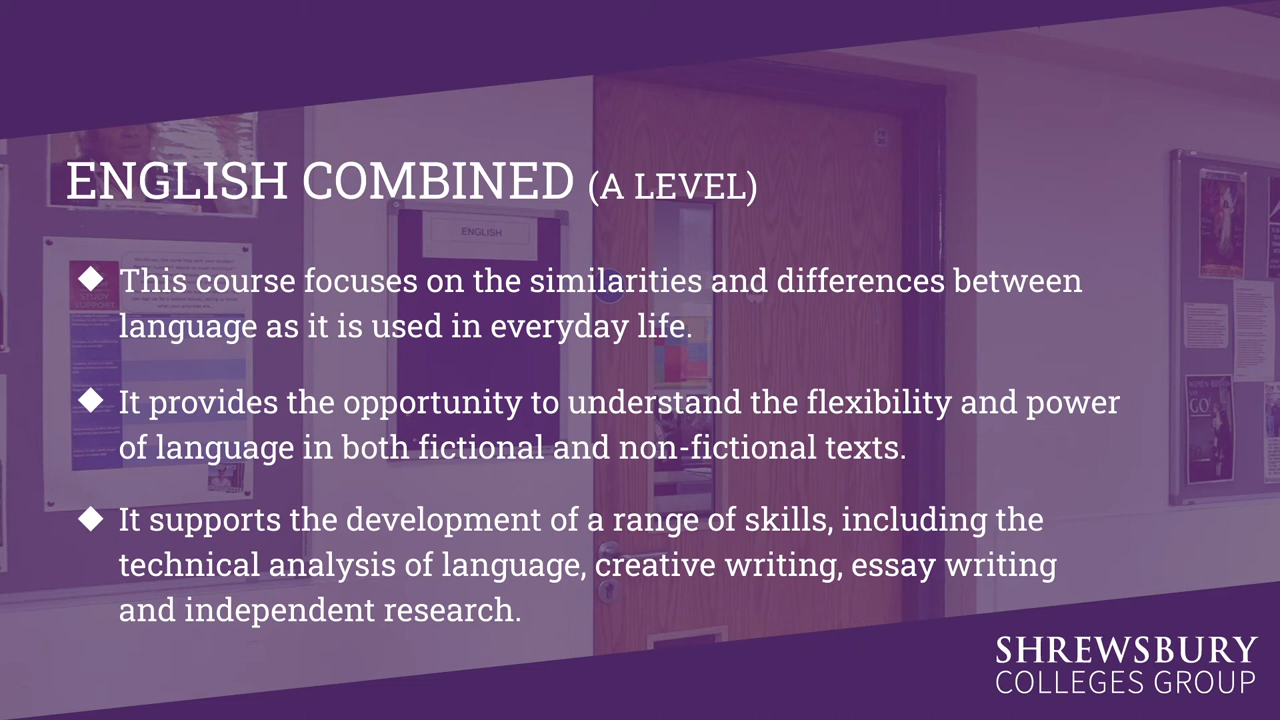 ENGLISH COMBINED (A LEVEL)
ENGLISH
This course focuses on the similarities and differences between
language as it is used in everyday life.
It provides the opportunity to understand the flexibility and power
of language in both fictional and non-fictional texts.
It supports the development of a range of skills, including the
technical analysis of language, creative writing, essay writing
and independent research.
STUDY
SUPPORT
GO
SHREWSBURY
COLLEGES GROUP